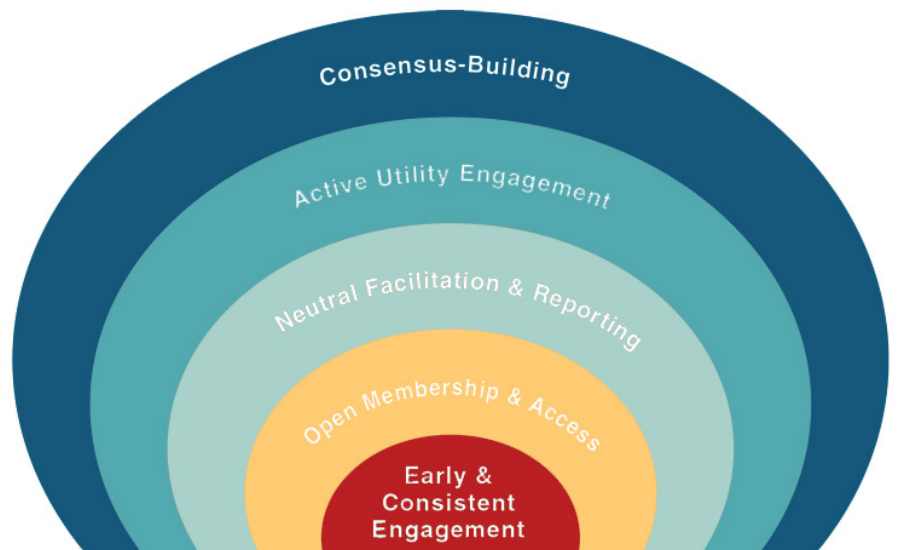 Consensus-Building
Active Utility Engagement
Neutral Facilitation & Reporting
Open Membership & Access
Early &
Consistent
Engagement